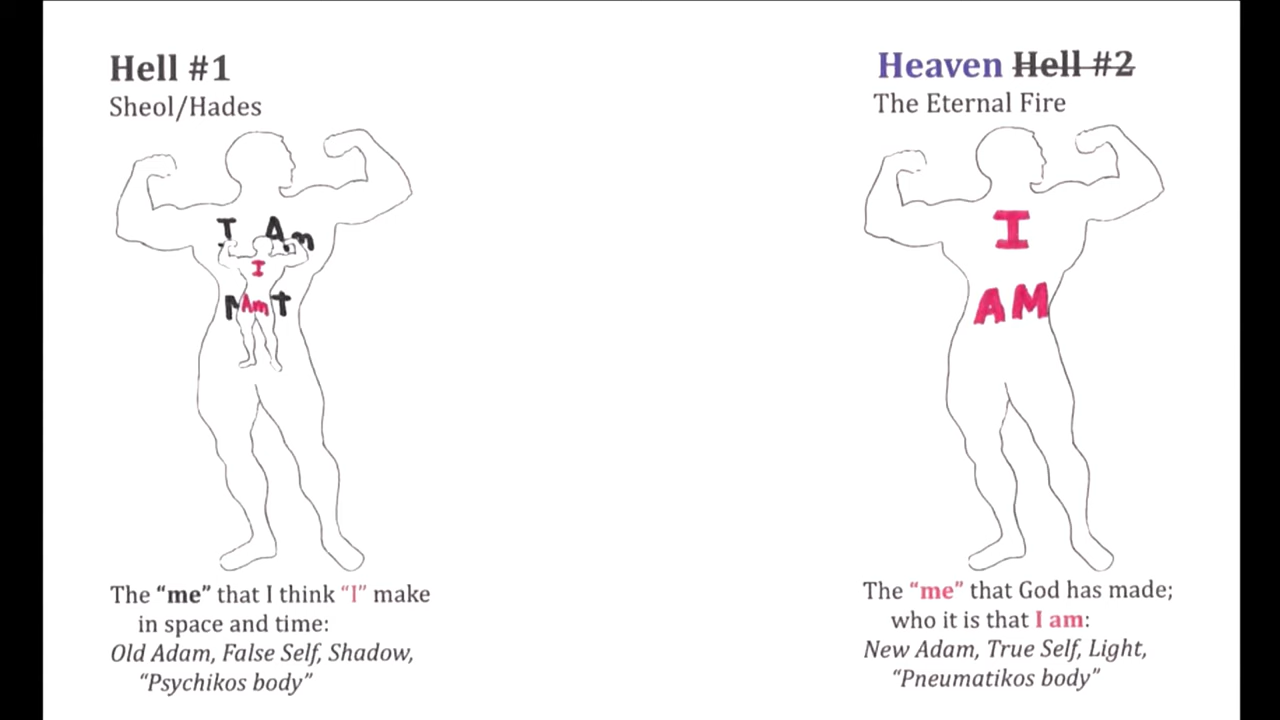 Hell #1
Sheol/Hades
I Am
I
Am
The “me” that I think “I” make
in space and time:
Old Adam, False Self, Shadow,
“Psychikos body”
Heaven Hell #2
The Eternal Fire
I
AM
The “me” that God has made;
who it is that I am:
New Adam, True Self, Light,
“Pneumatikos body”